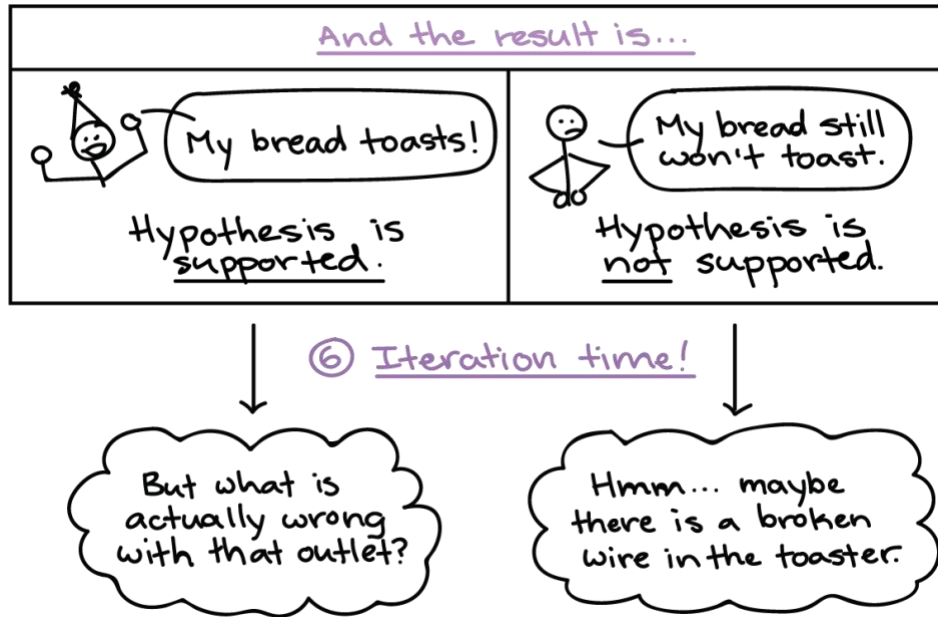 And the result is...
My bread toasts!
Hypothesis is
supported.
My bread still
won't toast.
Hypothesis is
not supported.
⑥ Iteration time!
But what is
actually wrong
with that outlet?
Hmm... maybe
there is a broken
wire in the toaster.